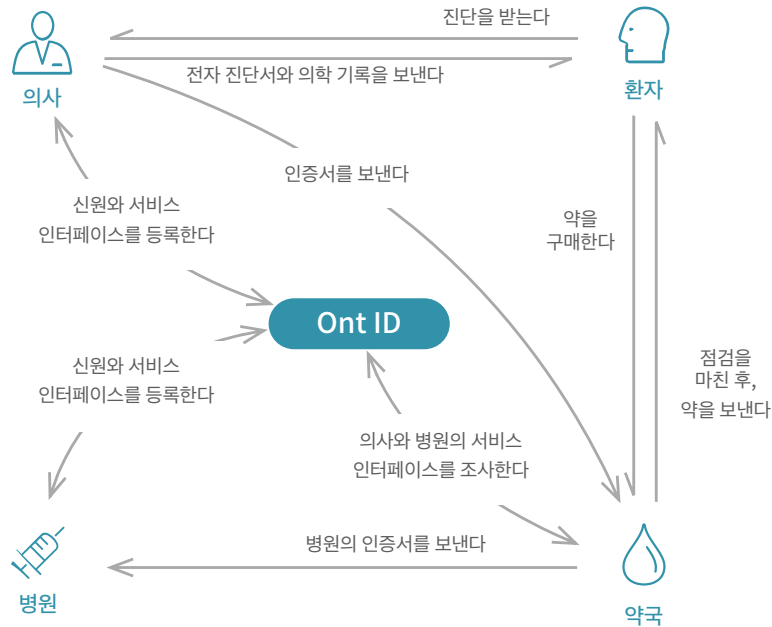 진단을 받는다
전자 진단서와 의학 기록을 보낸다
의사
환자
인증서를 보낸다
신원와 서비스
인터페이스를 등록한다
약을
구매한다
Ont ID
신원와 서비스
인터페이스를 등록한다
점검을
마친 후,
약을 보낸다
의사와 병원의 서비스
인터페이스를 조사한다
병원의 인증서를 보낸다
병원
약국